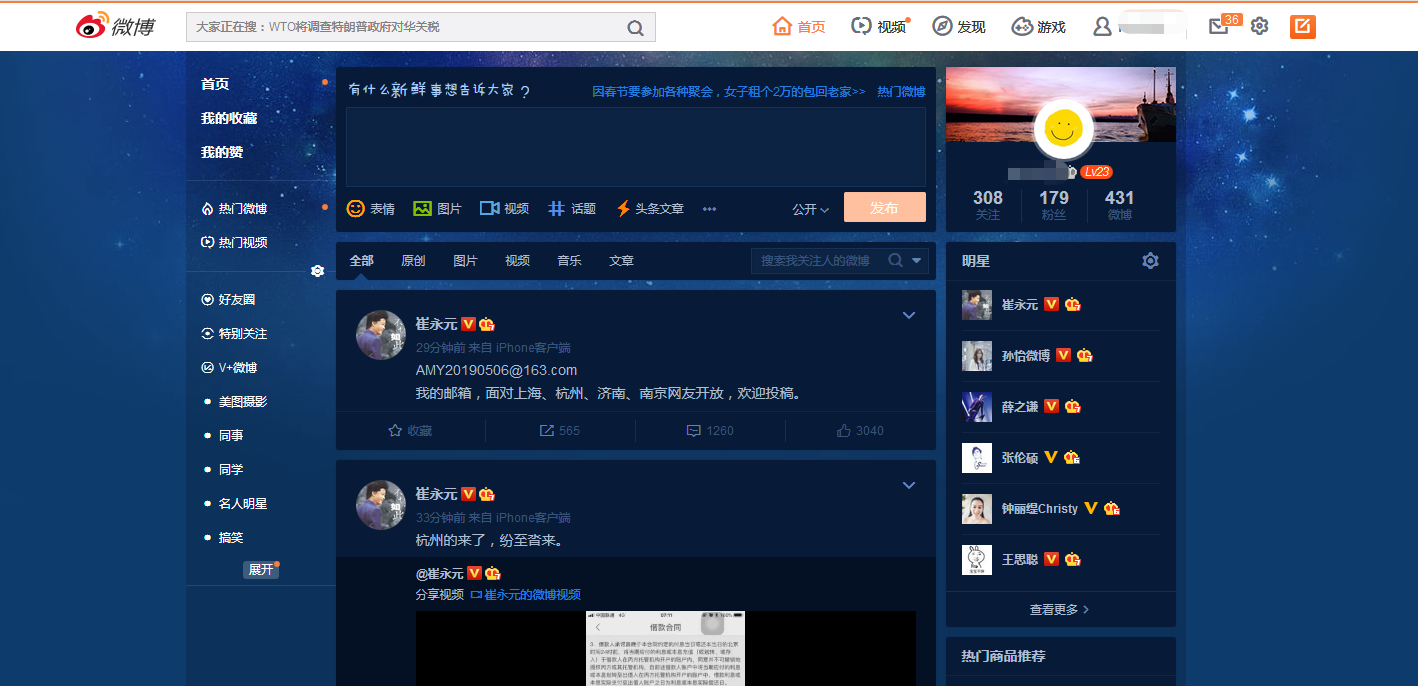 微博
大家正在搜：WTO将调查特朗普政府对华关税
首页
视频
发现
游戏
36
首页
我的收藏
我的赞
热门微博
热门视频
好友圈
特别关注
V+微博
美图摄影
同事
同学
名人明星
搞笑
展开
有什么新鲜事想告诉大家？
因春节要参加各种聚会，女子租个2万的包回老家>> 热门微博
表情 图片 视频 话题 头条文章
公开 发布
全部 原创 图片 视频 音乐 文章
搜索我关注人的微博
崔永元
29分钟前 来自 iPhone客户端
AMY20190506@163.com
我的邮箱，面对上海、杭州、济南、南京网友开放，欢迎投稿。
收藏 565 1260 3040
崔永元
33分钟前 来自 iPhone客户端
杭州的来了，纷至沓来。
@崔永元
分享视频 崔永元的微博视频
中国联通 4G 07:11 100%
借款合同
Lv23
308 179 431
关注 粉丝 微博
明星
崔永元
孙怡微博
薛之谦
张伦硕
钟丽缇Christy
王思聪
查看更多
热门商品推荐